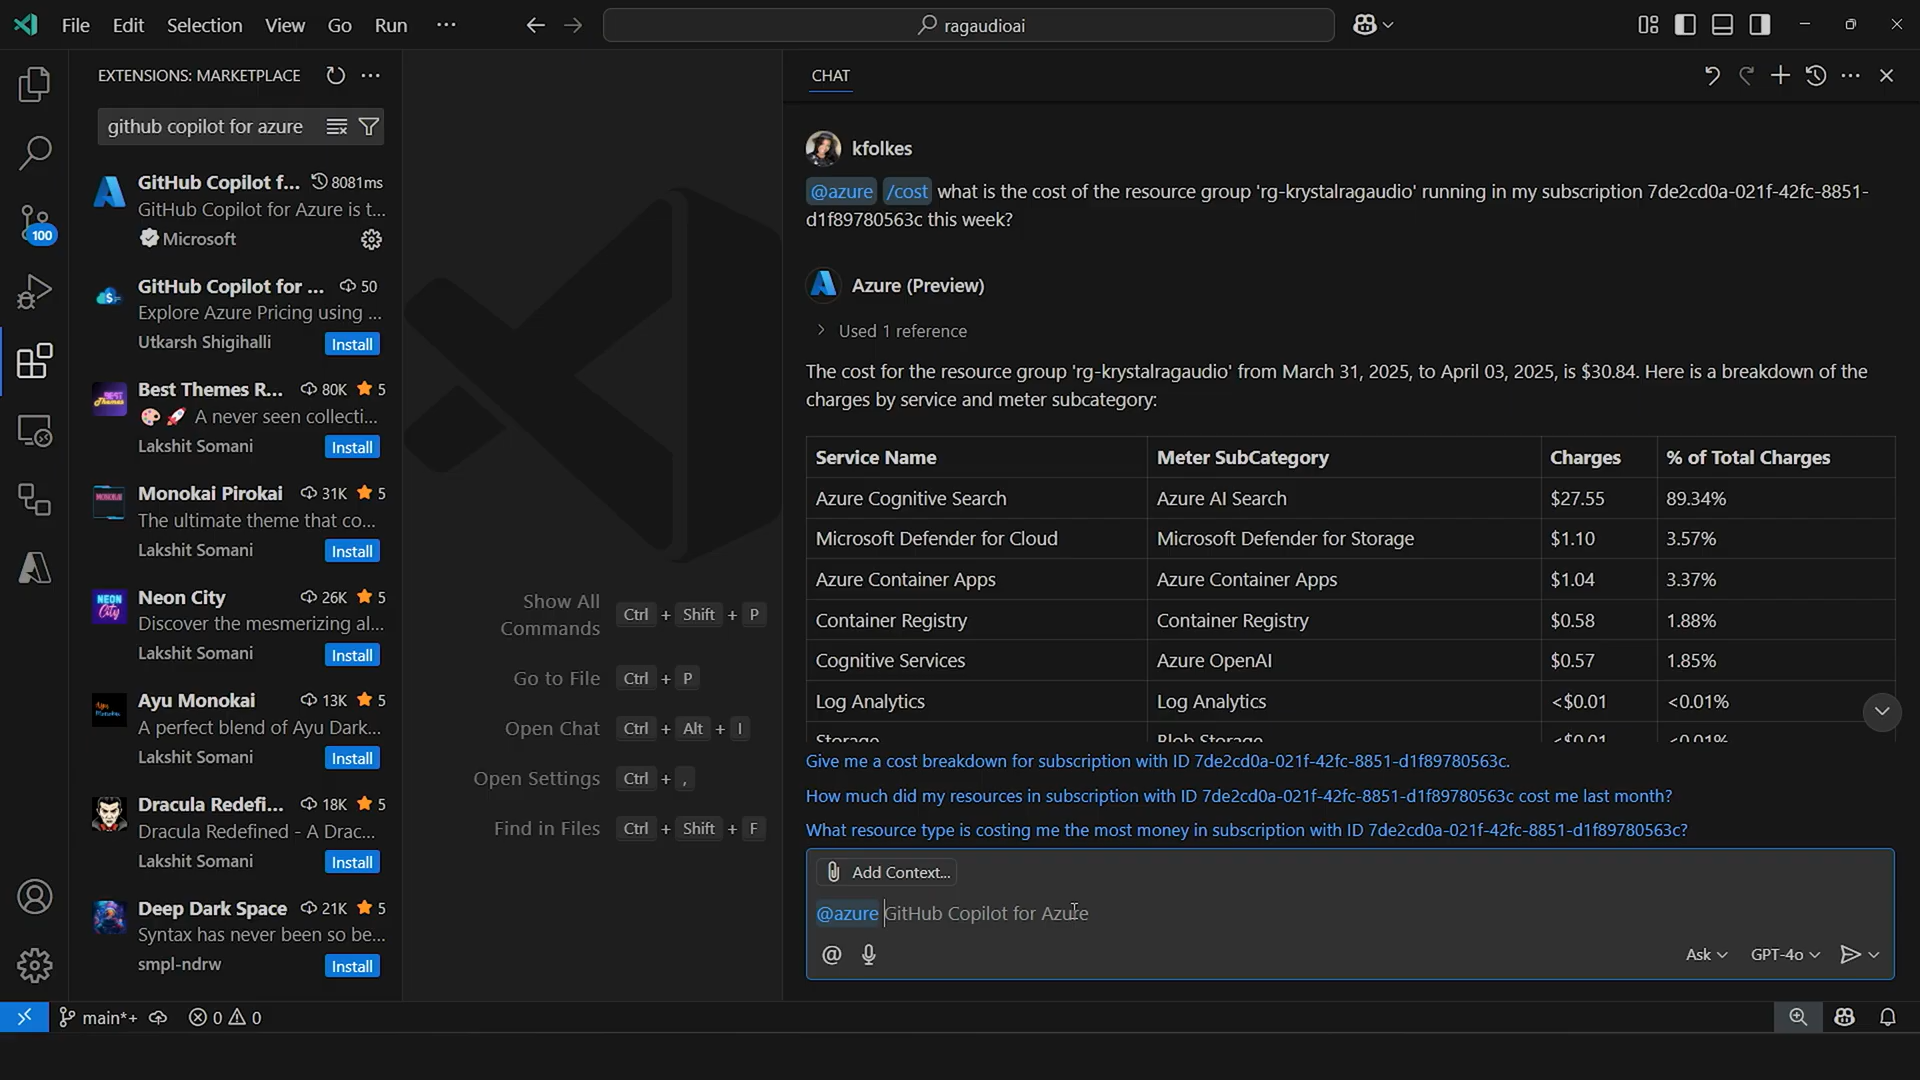 File Edit Selection View Go Run ···
ragaudioai
EXTENSIONS: MARKETPLACE
github copilot for azure
GitHub Copilot f... 8081ms
GitHub Copilot for Azure is t...
Microsoft
GitHub Copilot for ... 50
Explore Azure Pricing using ...
Utkarsh Shigihalli Install
Best Themes R... 80K 5
A never seen collecti...
Lakshit Somani Install
Monokai Pirokai 31K 5
The ultimate theme that co...
Lakshit Somani Install
Neon City 26K 5
Discover the mesmerizing al...
Lakshit Somani Install
Ayu Monokai 13K 5
A perfect blend of Ayu Dark...
Lakshit Somani Install
Dracula Redefi... 18K 5
Dracula Redefined - A Drac...
Lakshit Somani Install
Deep Dark Space 21K 5
Syntax has never been so be...
smpl-ndrw Install
100
Show All
Commands Ctrl + Shift + P
Go to File Ctrl + P
Open Chat Ctrl + Alt + I
Open Settings Ctrl + ,
Find in Files Ctrl + Shift + F
CHAT
kfolkes
@azure /cost what is the cost of the resource group 'rg-krystalragaudio' running in my subscription 7de2cd0a-021f-42fc-8851-
d1f89780563c this week?
Azure (Preview)
Used 1 reference
The cost for the resource group 'rg-krystalragaudio' from March 31, 2025, to April 03, 2025, is $30.84. Here is a breakdown of the
charges by service and meter subcategory:
Service Name Meter SubCategory Charges % of Total Charges
Azure Cognitive Search Azure AI Search $27.55 89.34%
Microsoft Defender for Cloud Microsoft Defender for Storage $1.10 3.57%
Azure Container Apps Azure Container Apps $1.04 3.37%
Container Registry Container Registry $0.58 1.88%
Cognitive Services Azure OpenAI $0.57 1.85%
Log Analytics Log Analytics <$0.01 <0.01%
Storage Blob Storage <$0.01 <0.01%
Give me a cost breakdown for subscription with ID 7de2cd0a-021f-42fc-8851-d1f89780563c.
How much did my resources in subscription with ID 7de2cd0a-021f-42fc-8851-d1f89780563c cost me last month?
What resource type is costing me the most money in subscription with ID 7de2cd0a-021f-42fc-8851-d1f89780563c?
Add Context...
@azure GitHub Copilot for Azure
Ask GPT-4o
main*+ 0 0